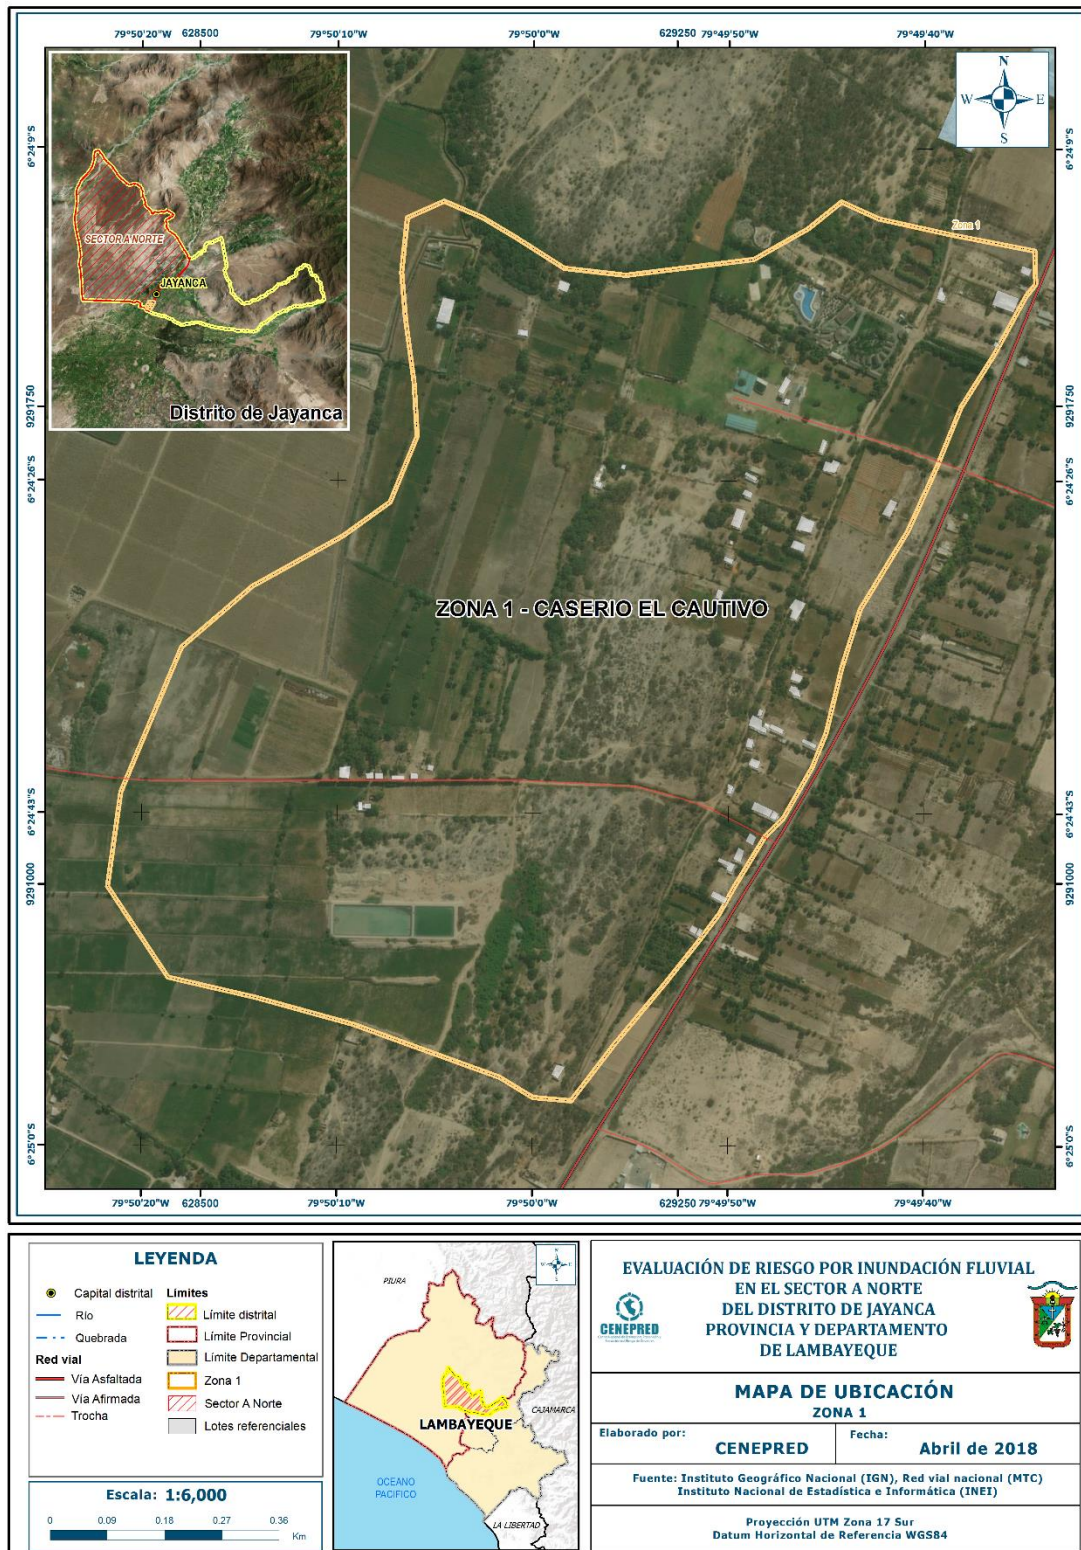 79°50'20"W 628500 79°50'10"W 79°50'0"W 629250 79°49'50"W 79°49'40"W
N
W E
S
6°24'9"S
6°24'9"S
SECTOR A NORTE
JAYANCA
Distrito de Jayanca
Zona 1
9291750
9291750
6°24'26"S
6°24'26"S
ZONA 1 - CASERIO EL CAUTIVO
6°24'43"S
6°24'43"S
9291000
9291000
6°25'0"S
6°25'0"S
79°50'20"W 628500 79°50'10"W 79°50'0"W 629250 79°49'50"W 79°49'40"W
LEYENDA
Capital distrital
Río
Quebrada
Red vial
Vía Asfaltada
Vía Afirmada
Trocha
Límites
Límite distrital
Límite Provincial
Límite Departamental
Zona 1
Sector A Norte
Lotes referenciales
Escala: 1:6,000
0 0.09 0.18 0.27 0.36
Km
PIURA
N
W E
S
CAJAMARCA
LAMBAYEQUE
OCEANO
PACIFICO
LA LIBERTAD
EVALUACIÓN DE RIESGO POR INUNDACIÓN FLUVIAL
EN EL SECTOR A NORTE
DEL DISTRITO DE JAYANCA
PROVINCIA Y DEPARTAMENTO
DE LAMBAYEQUE
CENEPRED
MAPA DE UBICACIÓN
ZONA 1
Elaborado por:
CENEPRED
Fecha:
Abril de 2018
Fuente: Instituto Geográfico Nacional (IGN), Red vial nacional (MTC)
Instituto Nacional de Estadística e Informática (INEI)
Proyección UTM Zona 17 Sur
Datum Horizontal de Referencia WGS84